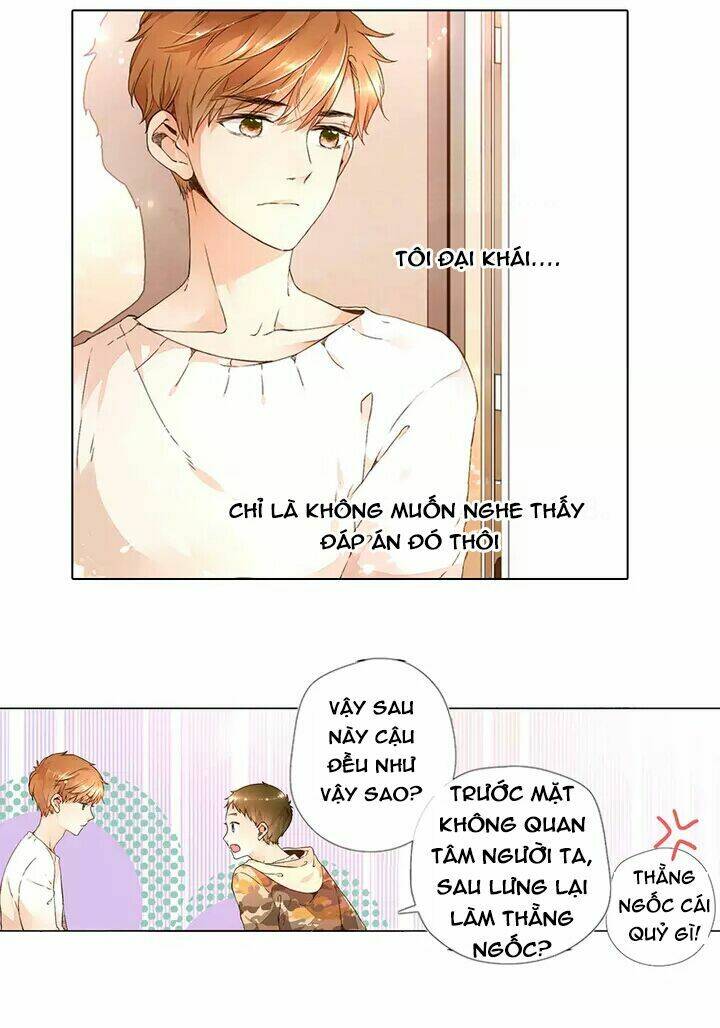 TÔI ĐẠI KHÁI....
CHỈ LÀ KHÔNG MUỐN NGHE THẤY
ĐÁP ÁN ĐÓ THÔI
VẬY SAU
NÀY CẬU
ĐỀU NHƯ
VẬY SAO?
TRƯỚC MẶT
KHÔNG QUAN
TÂM NGƯỜI TA,
SAU LƯNG LẠI
LÀM THẰNG
NGỐC?
THẰNG
NGỐC CÁI
QUỶ GÌ!